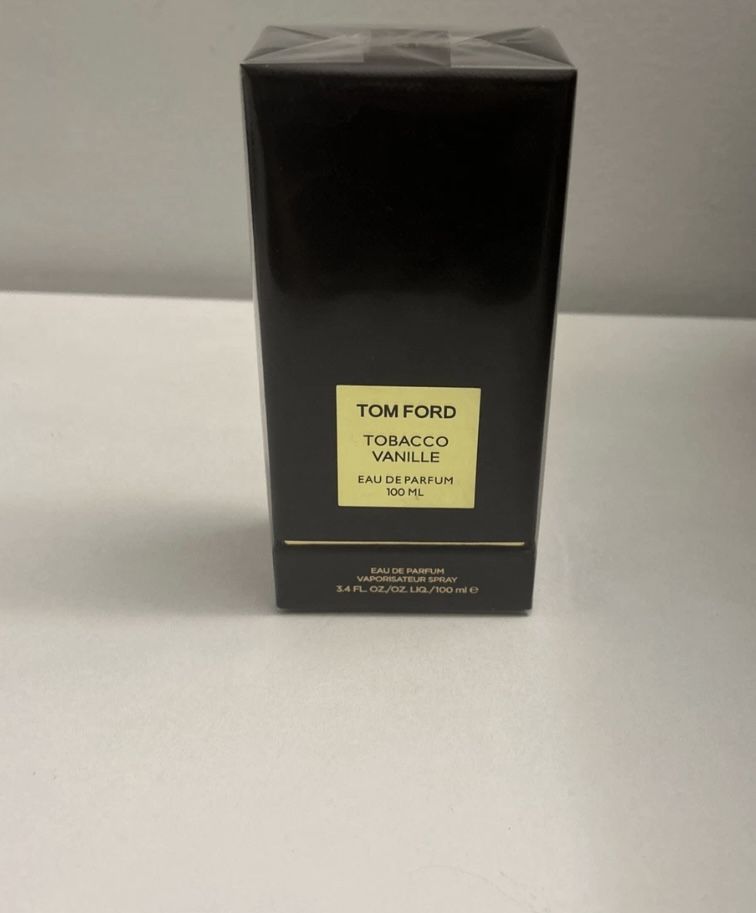 TOM FORD
TOBACCO
VANILLE
EAU DE PARFUM
100 ML
EAU DE PARFUM
VAPORISATEUR SPRAY
3.4 FL. OZ./OZ. LIQ./100 ml ℮